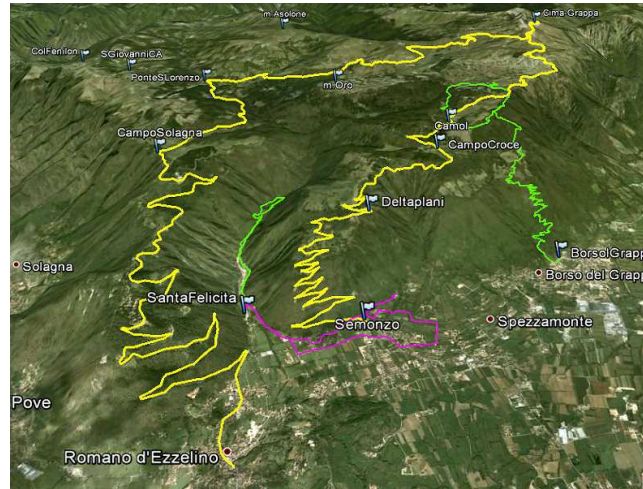 Cima-Grappa
m.Asolone
ColFenilon
SGiovanniCA
PonteSLorenzo
m.Oro
Camol
CampoSolagna
CampoCroce
Deltaplani
BorsolGrapp
Solagna
Borso del Grapp
SantaFelicita
Semonzo
Spezzamonte
Pove
Romano d'Ezzelino